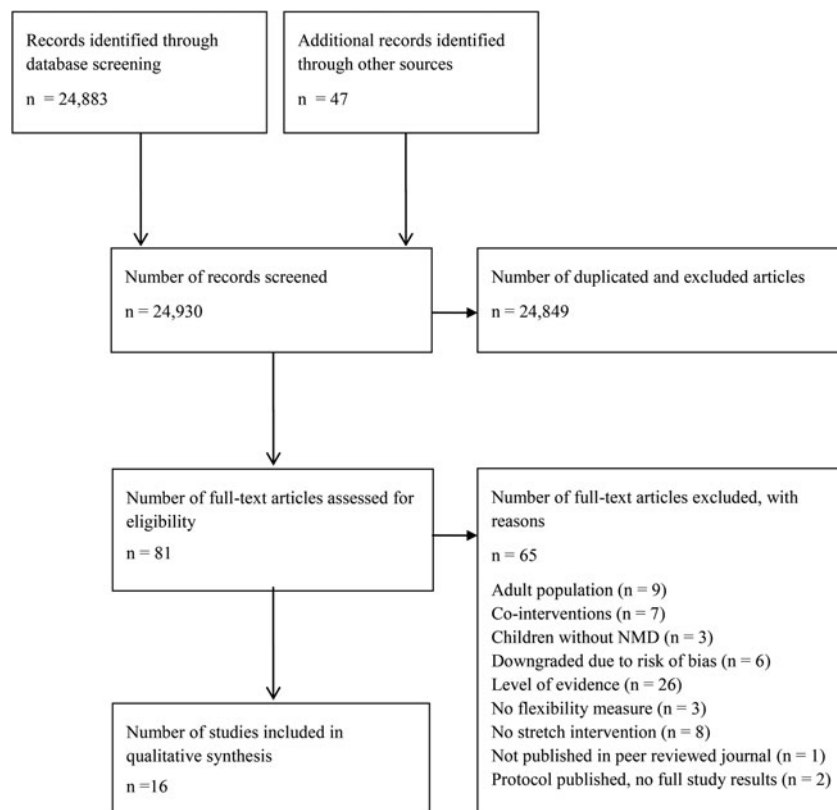 Records identified through
database screening
n = 24,883
Additional records identified
through other sources
n = 47
Number of records screened
n = 24,930
Number of duplicated and excluded articles
n = 24,849
Number of full-text articles assessed for
eligibility
n = 81
Number of full-text articles excluded, with
reasons
n = 65
Adult population (n = 9)
Co-interventions (n = 7)
Children without NMD (n = 3)
Downgraded due to risk of bias (n = 6)
Level of evidence (n = 26)
No flexibility measure (n = 3)
No stretch intervention (n = 8)
Not published in peer reviewed journal (n = 1)
Protocol published, no full study results (n = 2)
Number of studies included in
qualitative synthesis
n =16